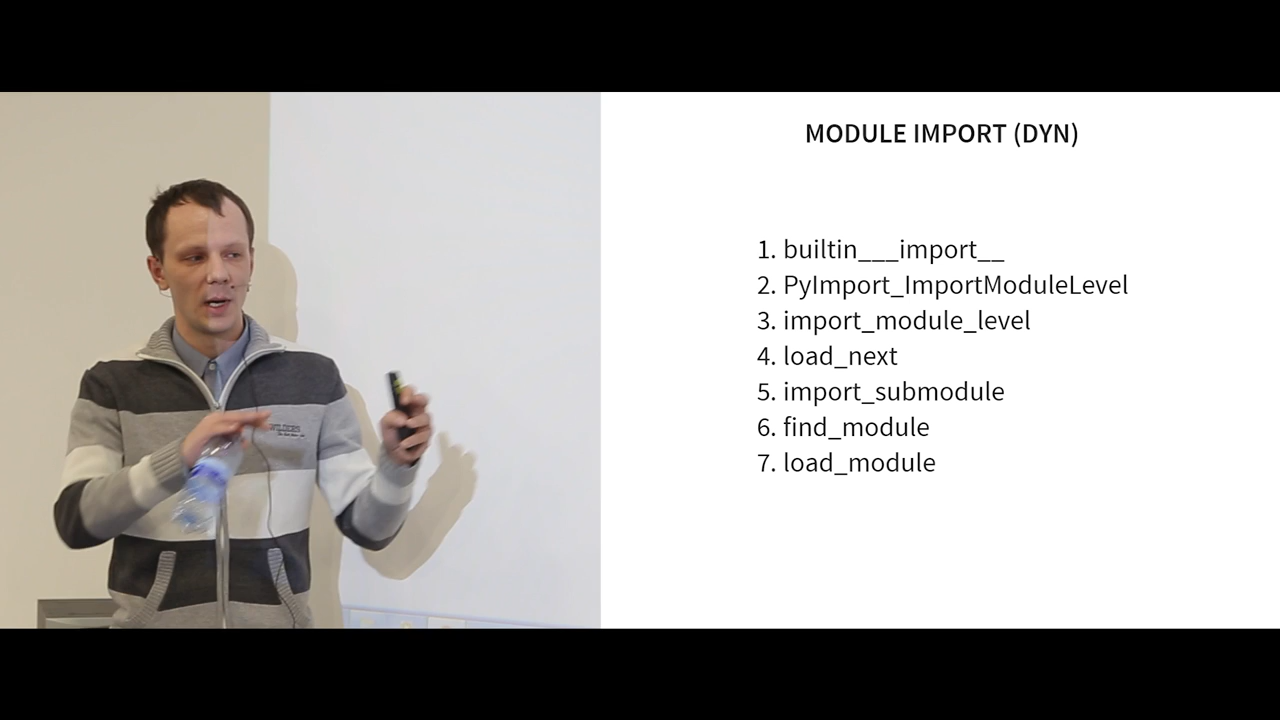 MODULE IMPORT (DYN)
1. builtin___import__
2. PyImport_ImportModuleLevel
3. import_module_level
4. load_next
5. import_submodule
6. find_module
7. load_module